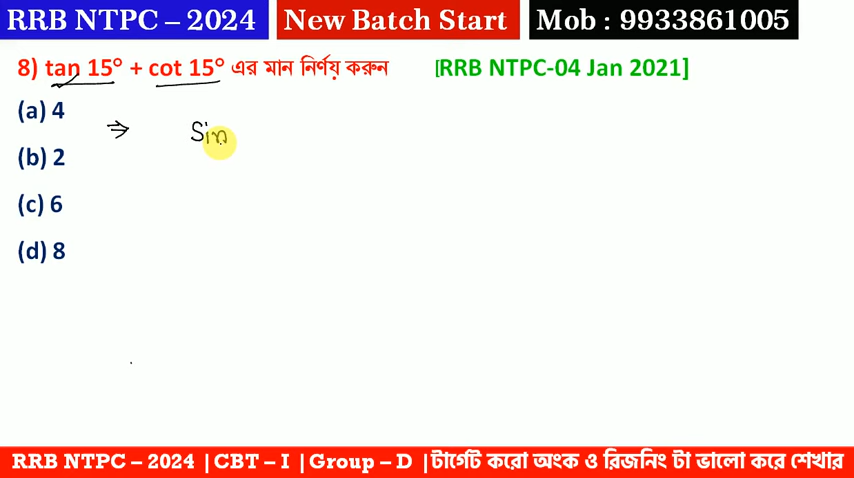 RRB NTPC – 2024 New Batch Start Mob : 9933861005
8) tan 15° + cot 15° এর মান নির্ণয় করুন [RRB NTPC-04 Jan 2021]
(a) 4
⇒ Sin
(b) 2
(c) 6
(d) 8
RRB NTPC – 2024 |CBT – I |Group – D |টার্গেট করো অংক ও রিজনিং টা ভালো করে শেখার